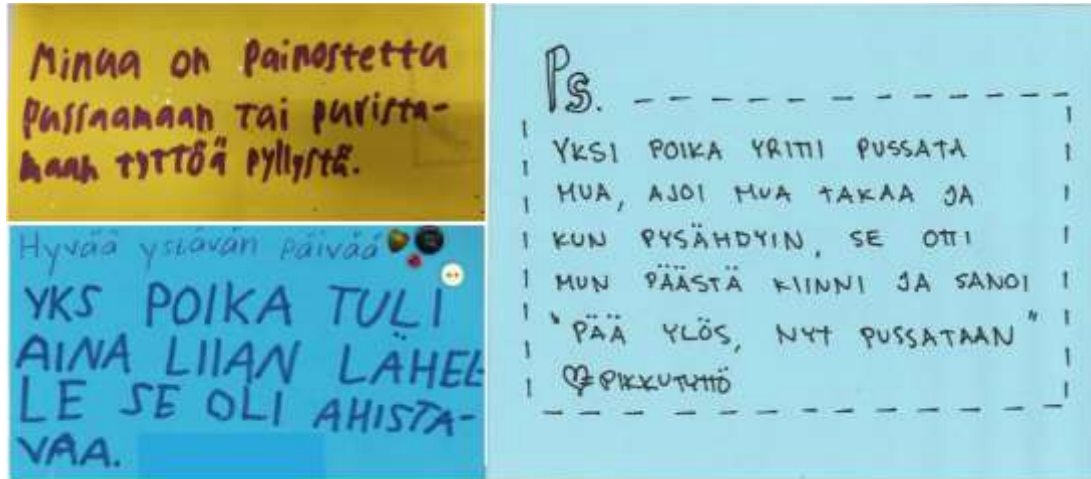 Minua on painostettu
pussaamaan tai purista-
maan tyttöä pyllystä.
Hyvää ystävän päivää
YKS POIKA TULI
AINA LIIAN LÄHEL-
LE SE OLI AHISTA-
VAA.
Ps.
YKSI POIKA YRITTI PUSSATA
MUA, AJOI MUA TAKAA JA
KUN PYSÄHDYIN, SE OTTI
MUN PÄÄSTÄ KIINNI JA SANOI
"PÄÄ YLÖS, NYT PUSSATAAN"
♡ PIKKUTYTTÖ